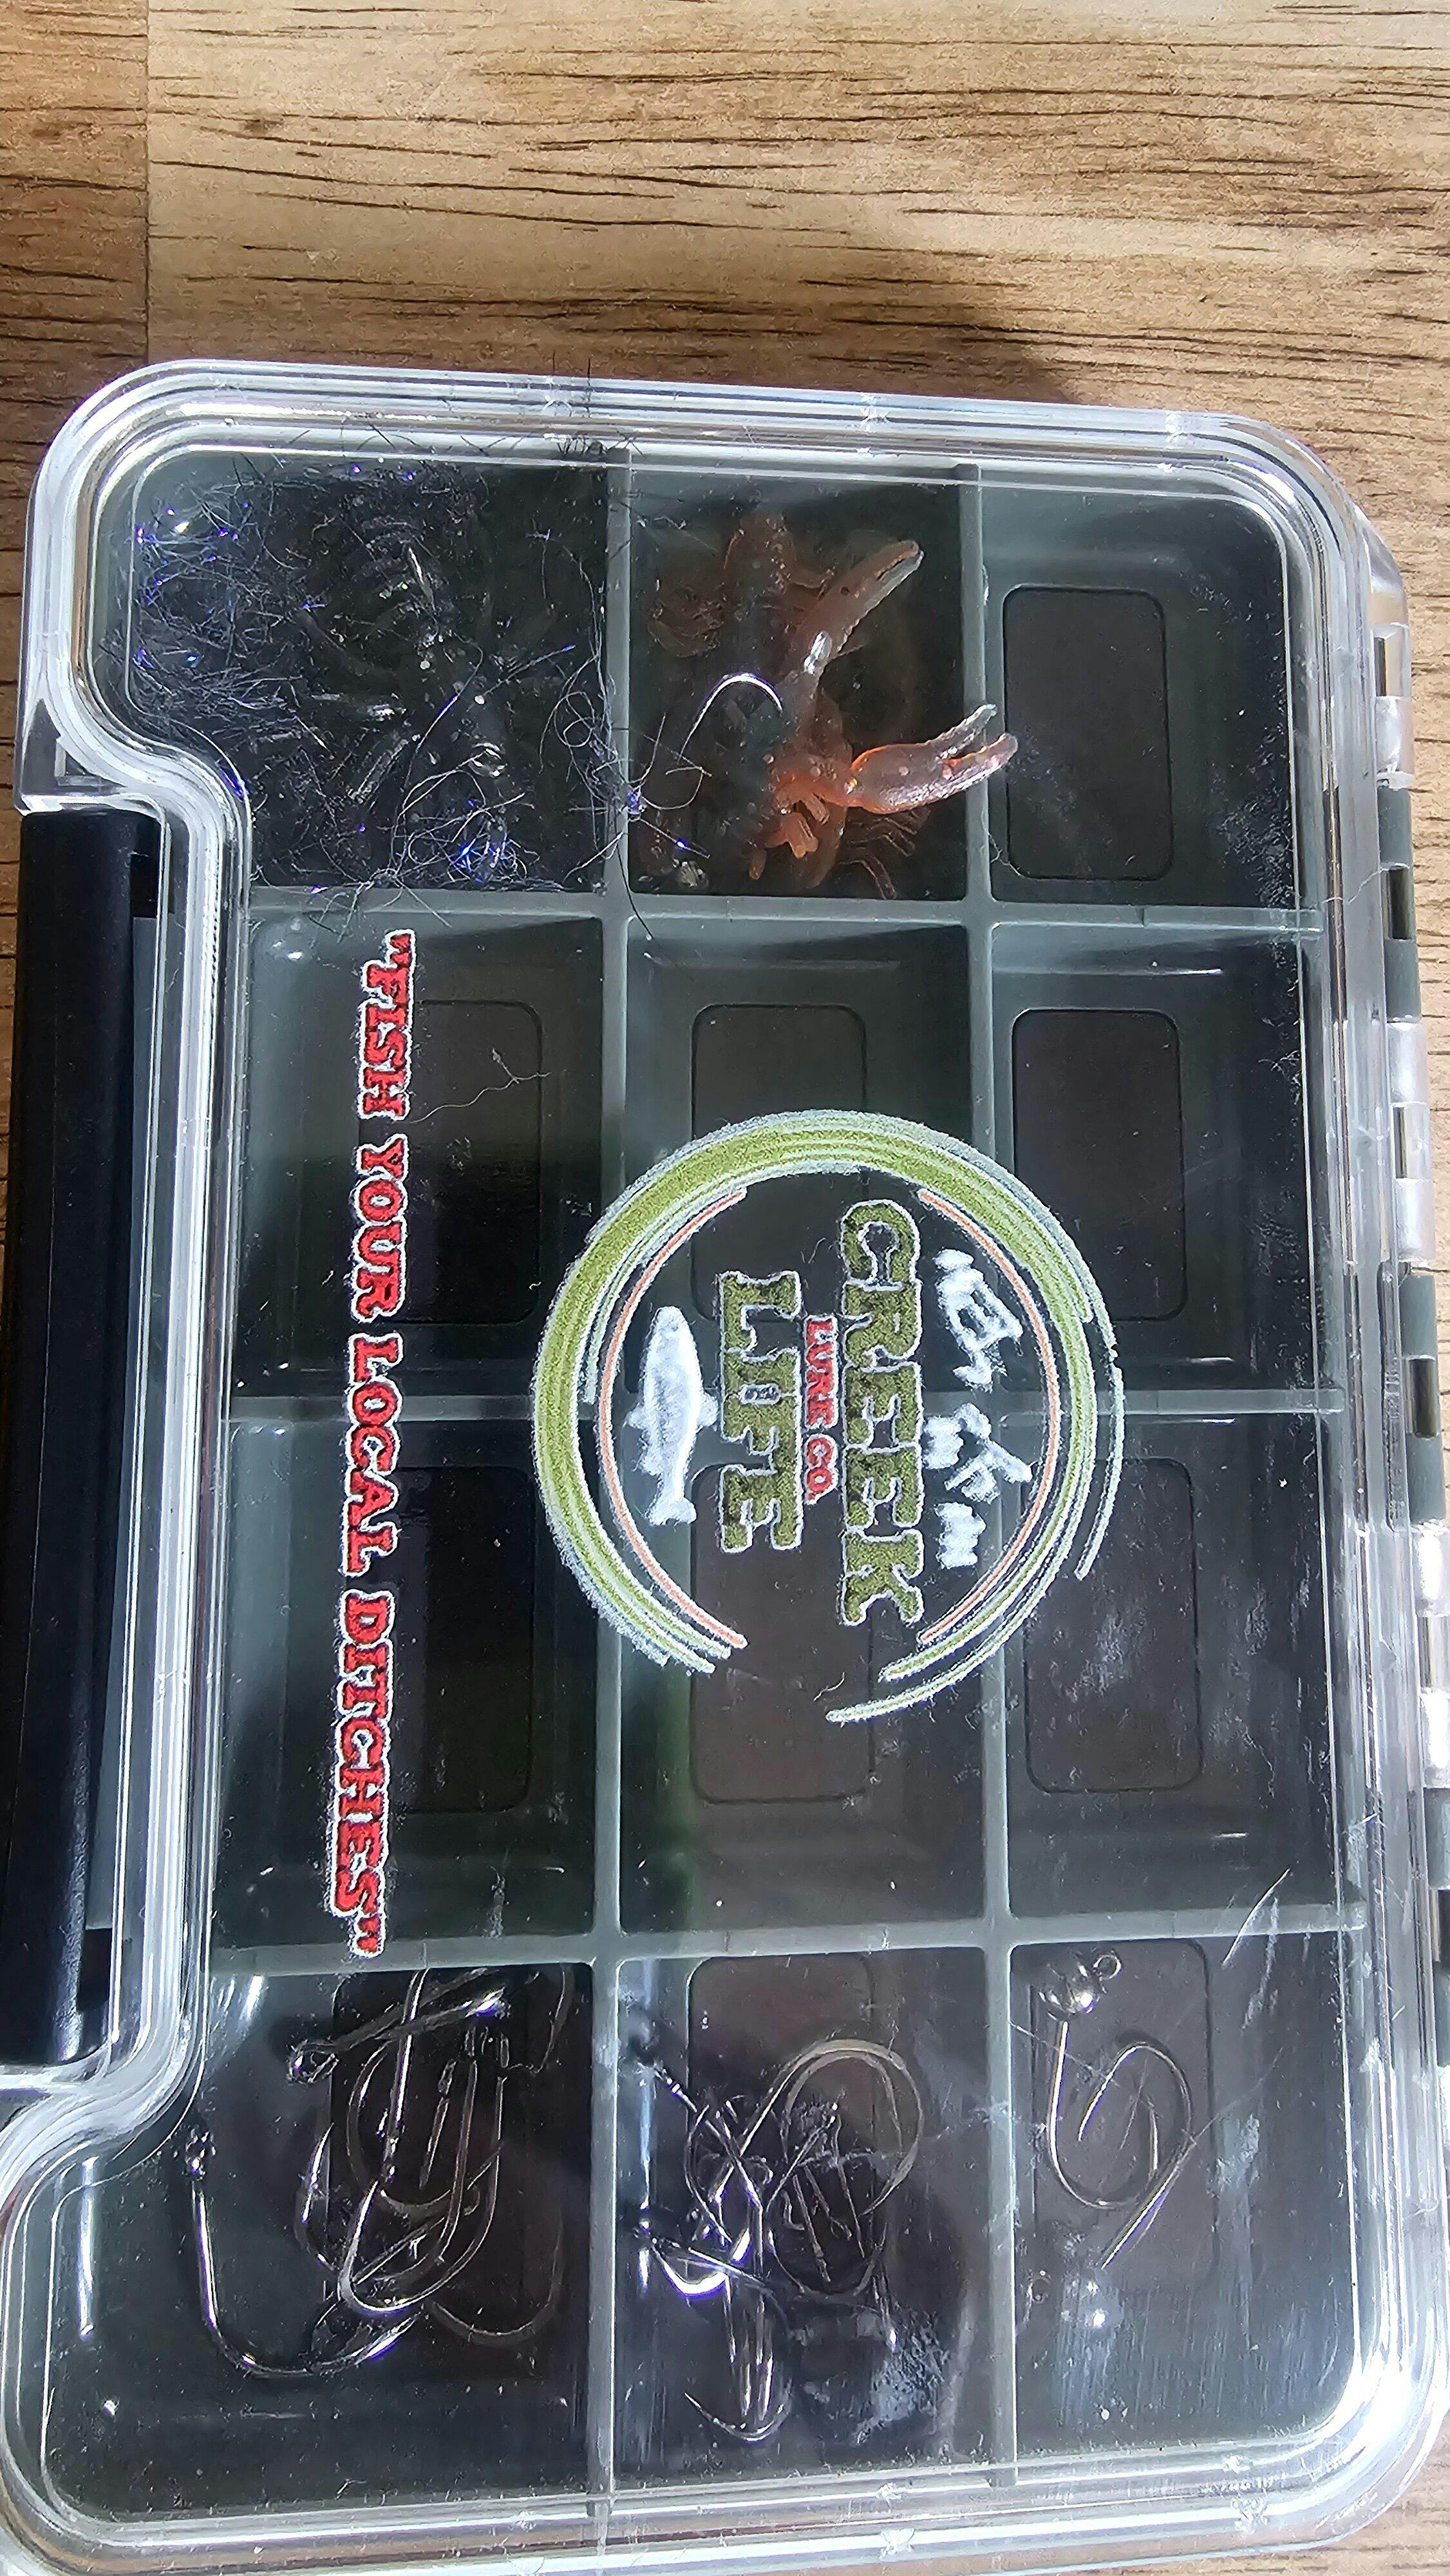 CREEK
LURE CO.
LIFE
"FISH YOUR LOCAL DITCHES"